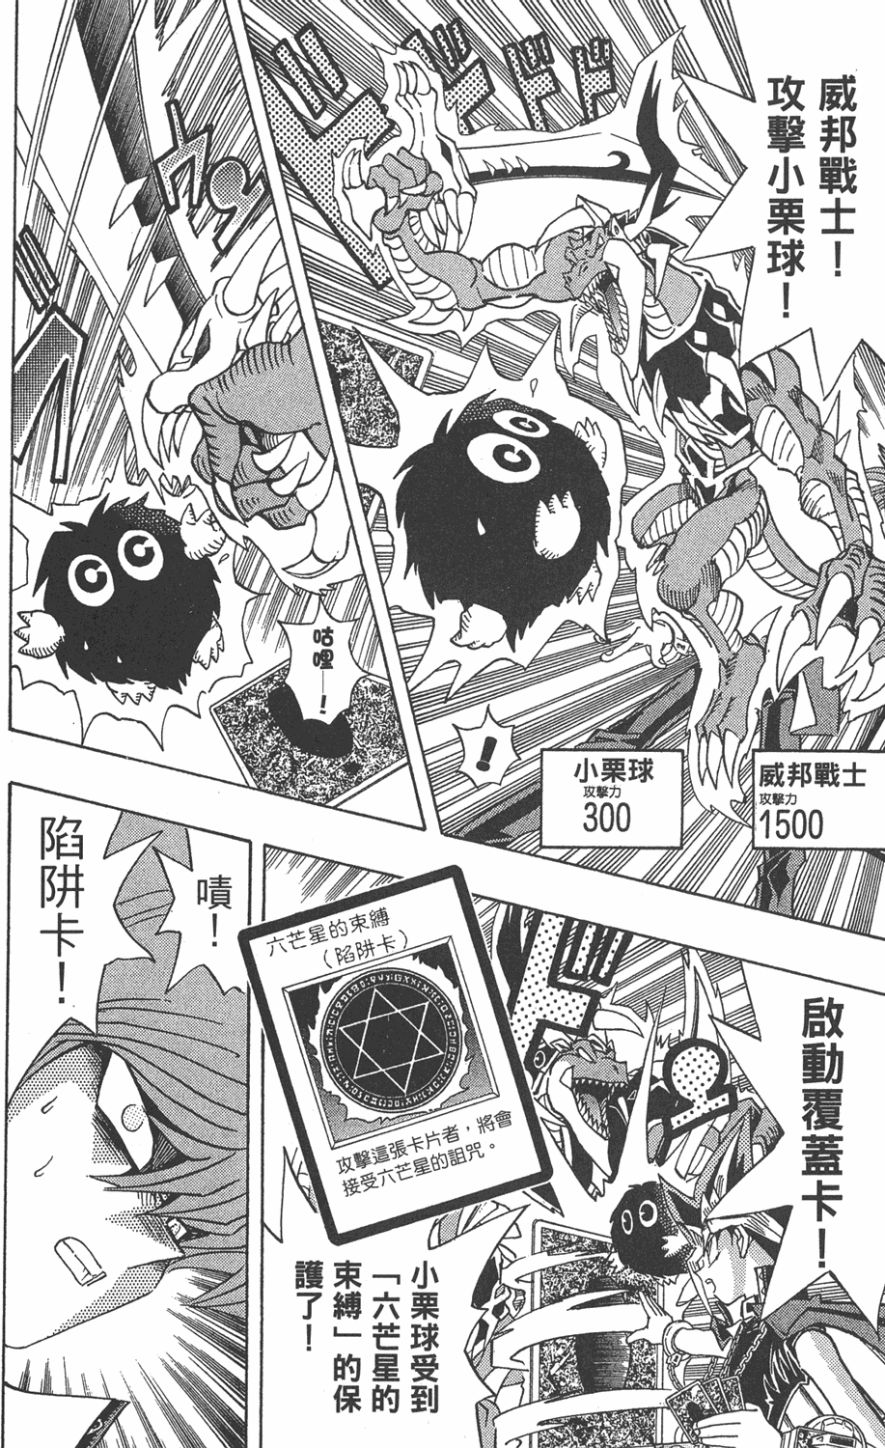 威邦戰士！
攻擊小栗球！
ドドドド
小栗球
攻擊力
300
威邦戰士
攻擊力
1500
！
咕哩──！
啟動覆蓋卡！
六芒星的束縛
（陷阱卡）
攻擊這張卡片者，將會
接受六芒星的詛咒。
小栗球受到
「六芒星的
束縛」的保
護了！
嘖！
陷阱卡！